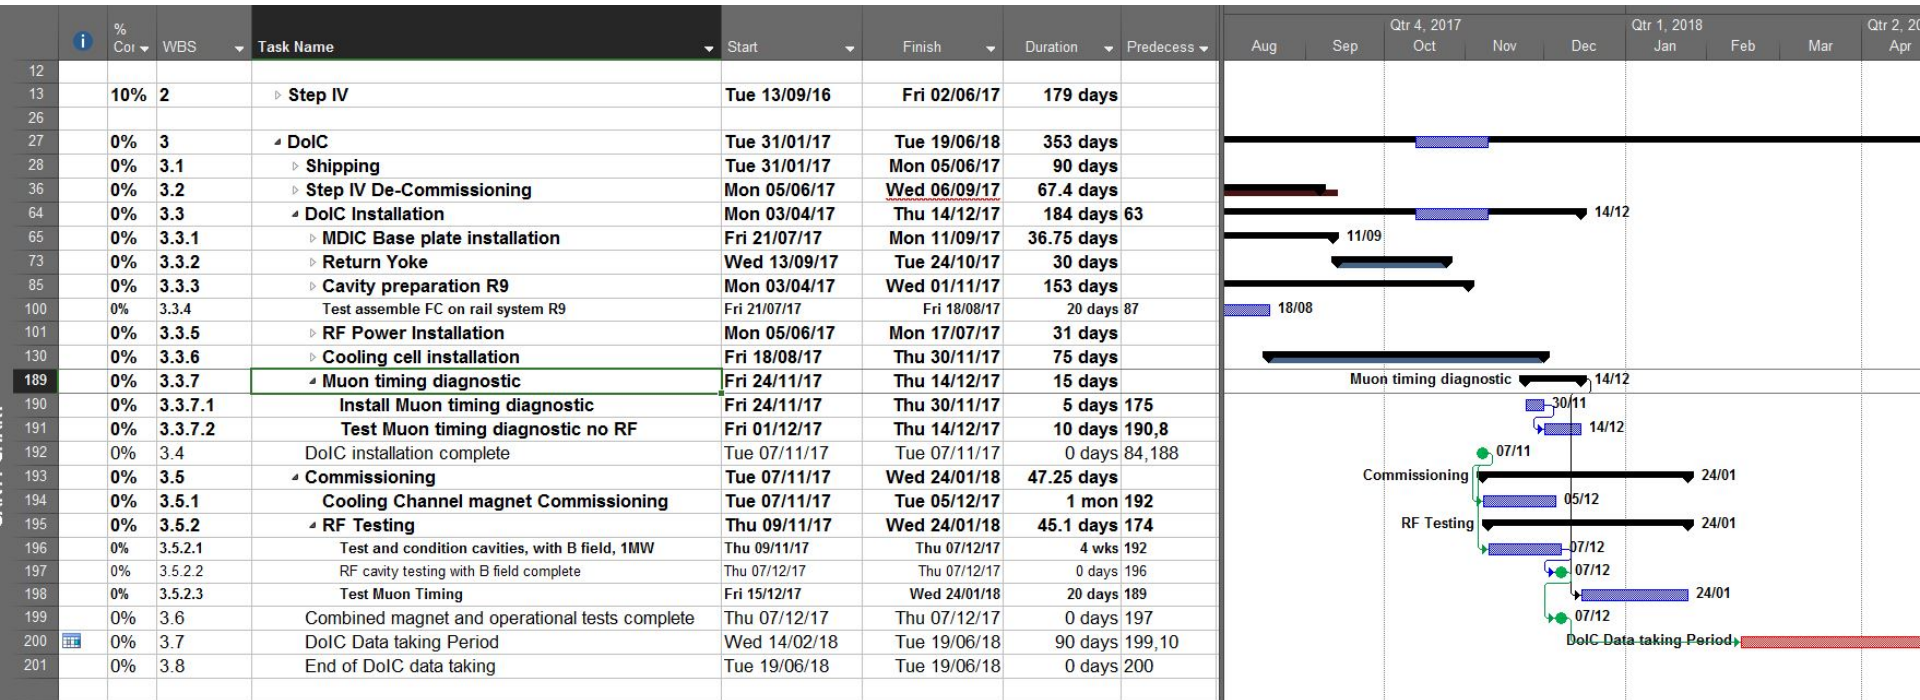 Qtr 4, 2017 Qtr 1, 2018 Qtr 2, 20
%
Cor WBS Task Name Start Finish Duration Predecess Aug Sep Oct Nov Dec Jan Feb Mar Apr
12
13 10% 2 Step IV Tue 13/09/16 Fri 02/06/17 179 days
26
27 0% 3 DoIC Tue 31/01/17 Tue 19/06/18 353 days
28 0% 3.1 Shipping Tue 31/01/17 Mon 05/06/17 90 days
36 0% 3.2 Step IV De-Commissioning Mon 05/06/17 Wed 06/09/17 67.4 days
64 0% 3.3 DoIC Installation Mon 03/04/17 Thu 14/12/17 184 days 63 14/12
65 0% 3.3.1 MDIC Base plate installation Fri 21/07/17 Mon 11/09/17 36.75 days 11/09
73 0% 3.3.2 Return Yoke Wed 13/09/17 Tue 24/10/17 30 days
85 0% 3.3.3 Cavity preparation R9 Mon 03/04/17 Wed 01/11/17 153 days
100 0% 3.3.4 Test assemble FC on rail system R9 Fri 21/07/17 Fri 18/08/17 20 days 87 18/08
101 0% 3.3.5 RF Power Installation Mon 05/06/17 Mon 17/07/17 31 days
130 0% 3.3.6 Cooling cell installation Fri 18/08/17 Thu 30/11/17 75 days
189 0% 3.3.7 Muon timing diagnostic Fri 24/11/17 Thu 14/12/17 15 days Muon timing diagnostic 14/12
190 0% 3.3.7.1 Install Muon timing diagnostic Fri 24/11/17 Thu 30/11/17 5 days 175 30/11
191 0% 3.3.7.2 Test Muon timing diagnostic no RF Fri 01/12/17 Thu 14/12/17 10 days 190,8 14/12
192 0% 3.4 DoIC installation complete Tue 07/11/17 Tue 07/11/17 0 days 84,188 07/11
193 0% 3.5 Commissioning Tue 07/11/17 Wed 24/01/18 47.25 days Commissioning 24/01
194 0% 3.5.1 Cooling Channel magnet Commissioning Tue 07/11/17 Tue 05/12/17 1 mon 192 05/12
195 0% 3.5.2 RF Testing Thu 09/11/17 Wed 24/01/18 45.1 days 174 RF Testing 24/01
196 0% 3.5.2.1 Test and condition cavities, with B field, 1MW Thu 09/11/17 Thu 07/12/17 4 wks 192 07/12
197 0% 3.5.2.2 RF cavity testing with B field complete Thu 07/12/17 Thu 07/12/17 0 days 196 07/12
198 0% 3.5.2.3 Test Muon Timing Fri 15/12/17 Wed 24/01/18 20 days 189 24/01
199 0% 3.6 Combined magnet and operational tests complete Thu 07/12/17 Thu 07/12/17 0 days 197 07/12
200 0% 3.7 DoIC Data taking Period Wed 14/02/18 Tue 19/06/18 90 days 199,10 DoIC Data taking Period
201 0% 3.8 End of DoIC data taking Tue 19/06/18 Tue 19/06/18 0 days 200